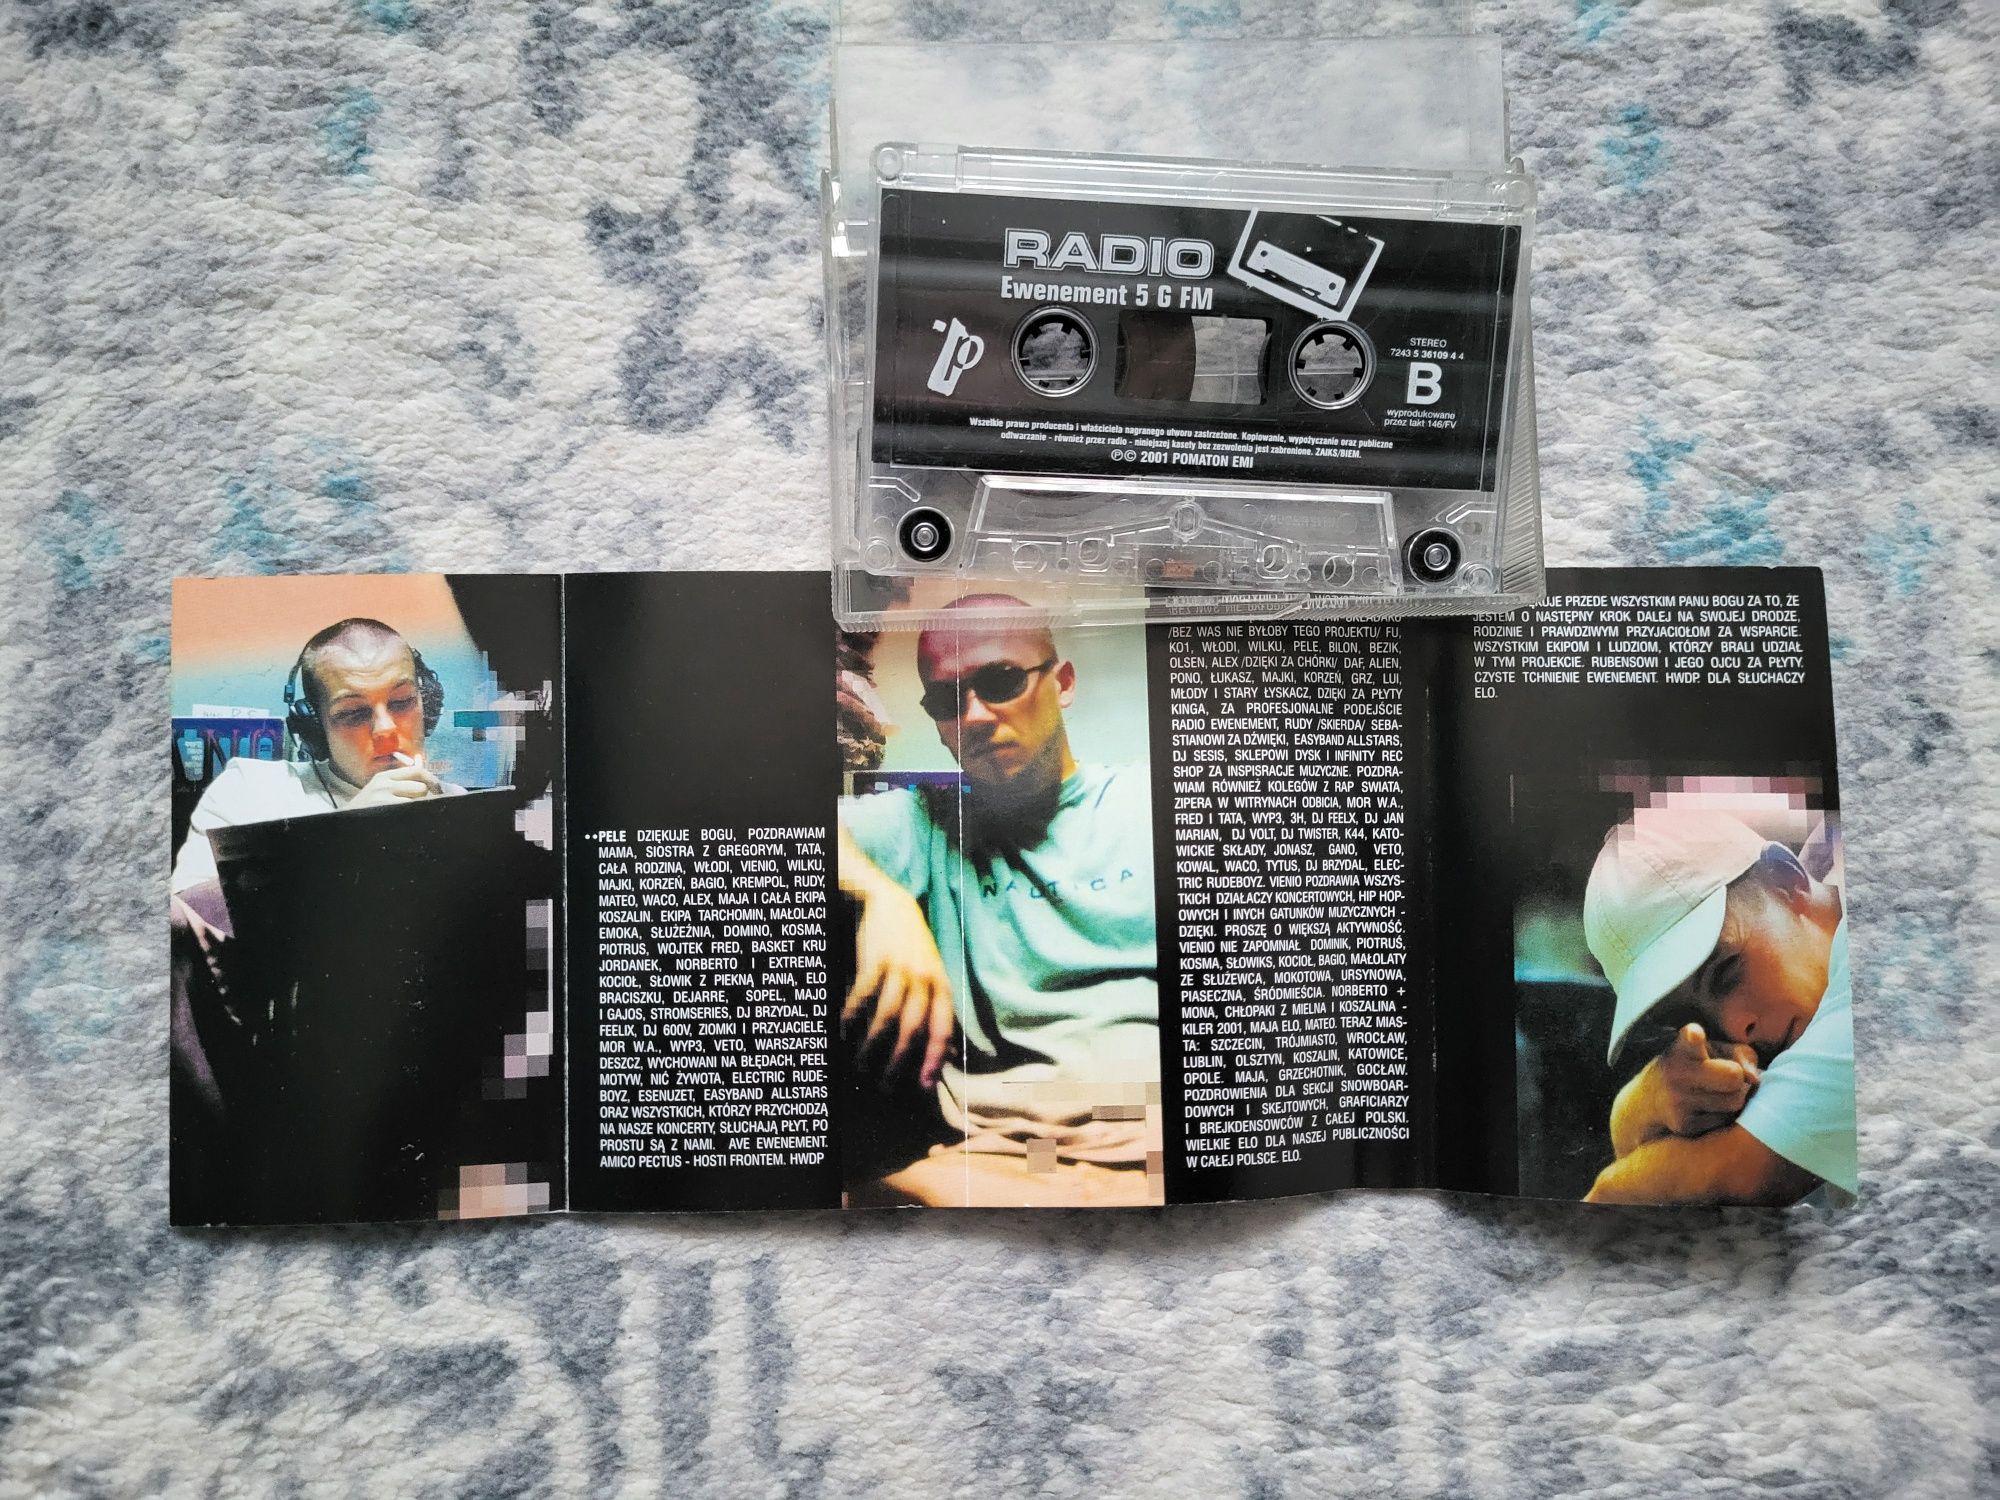 RADIO
Ewenement 5 G FM
STEREO
7243 5 36109 4 4
B
wyprodukowano
przez takt 146/FV
Wszelkie prawa producenta i właściciela nagranego utworu zastrzeżone. Kopiowanie, wypożyczanie oraz publiczne
odtwarzanie - również przez radio - niniejszej kasety bez zezwolenia jest zabronione. ZAIKS/BIEM.
℗© 2001 POMATON EMI
••PELE DZIĘKUJE BOGU, POZDRAWIAM
MAMA, SIOSTRA Z GREGORYM, TATA,
CAŁA RODZINA, WŁODI, VIENIO, WILKU,
MAJKI, KORZEŃ, BAGIO, KREMPOL, RUDY,
MATEO, WACO, ALEX, MAJA I CAŁA EKIPA
KOSZALIN. EKIPA TARCHOMIN, MAŁOLACI
EMOKA, SŁUŻEŹNIA, DOMINO, KOSMA,
PIOTRUS, WOJTEK FRED, BASKET KRU
JORDANEK, NORBERTO I EXTREMA,
KOCIOŁ, SŁOWIK Z PIEKNĄ PANIĄ, ELO
BRACISZKU, DEJARRE, SOPEL, MAJO
I GAJOS, STROMSERIES, DJ BRZYDAL, DJ
FEELIX, DJ 600V, ZIOMKI I PRZYJACIELE,
MOR W.A., WYP3, VETO, WARSZAFSKI
DESZCZ, WYCHOWANI NA BŁĘDACH, PEEL
MOTYW, NIĆ ŻYWOTA, ELECTRIC RUDE-
BOYZ, ESENUZET, EASYBAND ALLSTARS
ORAZ WSZYSTKICH, KTÓRZY PRZYCHODZĄ
NA NASZE KONCERTY, SŁUCHAJĄ PŁYT, PO
PROSTU SĄ Z NAMI. AVE EWENEMENT.
AMICO PECTUS - HOSTI FRONTEM. HWDP
NAUTICA
/BEZ WAS NIE BYŁOBY TEGO PROJEKTU/ FU,
KO1, WŁODI, WILKU, PELE, BILON, BEZIK,
OLSEN, ALEX /DZIĘKI ZA CHÓRKI/ DAF, ALIEN,
PONO, ŁUKASZ, MAJKI, KORZEŃ, GRZ, LUI,
MŁODY I STARY ŁYSKACZ, DZIĘKI ZA PŁYTY
KINGA, ZA PROFESJONALNE PODEJŚCIE
RADIO EWENEMENT, RUDY /SKIERDA/ SEBA-
STIANOWI ZA DŹWIĘKI, EASYBAND ALLSTARS,
DJ SESIS, SKLEPOWI DYSK I INFINITY REC
SHOP ZA INSPISRACJE MUZYCZNE. POZDRA-
WIAM RÓWNIEŻ KOLEGÓW Z RAP SWIATA,
ZIPERA W WITRYNACH ODBICIA, MOR W.A.,
FRED I TATA, WYP3, 3H, DJ FEELX, DJ JAN
MARIAN, DJ VOLT, DJ TWISTER, K44, KATO-
WICKIE SKŁADY, JONASZ, GANO, VETO,
KOWAL, WACO, TYTUS, DJ BRZYDAL, ELEC-
TRIC RUDEBOYZ. VIENIO POZDRAWIA WSZYS-
TKICH DZIAŁACZY KONCERTOWYCH, HIP HOP-
OWYCH I INYCH GATUNKÓW MUZYCZNYCH -
DZIĘKI. PROSZĘ O WIĘKSZĄ AKTYWNOŚĆ.
VIENIO NIE ZAPOMNIAŁ DOMINIK, PIOTRUŚ,
KOSMA, SŁOWIKS, KOCIOŁ, BAGIO, MAŁOLATY
ZE SŁUŻEWCA, MOKOTOWA, URSYNOWA,
PIASECZNA, ŚRÓDMIEŚCIA. NORBERTO +
MONA, CHŁOPAKI Z MIELNA I KOSZALINA -
KILER 2001, MAJA ELO, MATEO. TERAZ MIAS-
TA: SZCZECIN, TRÓJMIASTO, WROCŁAW,
LUBLIN, OLSZTYN, KOSZALIN, KATOWICE,
OPOLE. MAJA, GRZECHOTNIK, GOCŁAW.
POZDROWIENIA DLA SEKCJI SNOWBOAR-
DOWYCH I SKEJTOWYCH, GRAFICIARZY
I BREJKDENSOWCÓW Z CAŁEJ POLSKI.
WIELKIE ELO DLA NASZEJ PUBLICZNOŚCI
W CAŁEJ POLSCE. ELO.
PRZEDE WSZYSTKIM PANU BOGU ZA TO, ŻE
JESTEM O NASTĘPNY KROK DALEJ NA SWOJEJ DRODZE,
RODZINIE I PRAWDZIWYM PRZYJACIOŁOM ZA WSPARCIE.
WSZYSTKIM EKIPOM I LUDZIOM, KTÓRZY BRALI UDZIAŁ
W TYM PROJEKCIE. RUBENSOWI I JEGO OJCU ZA PŁYTY.
CZYSTE TCHNIENIE EWENEMENT. HWDP. DLA SŁUCHACZY
ELO.